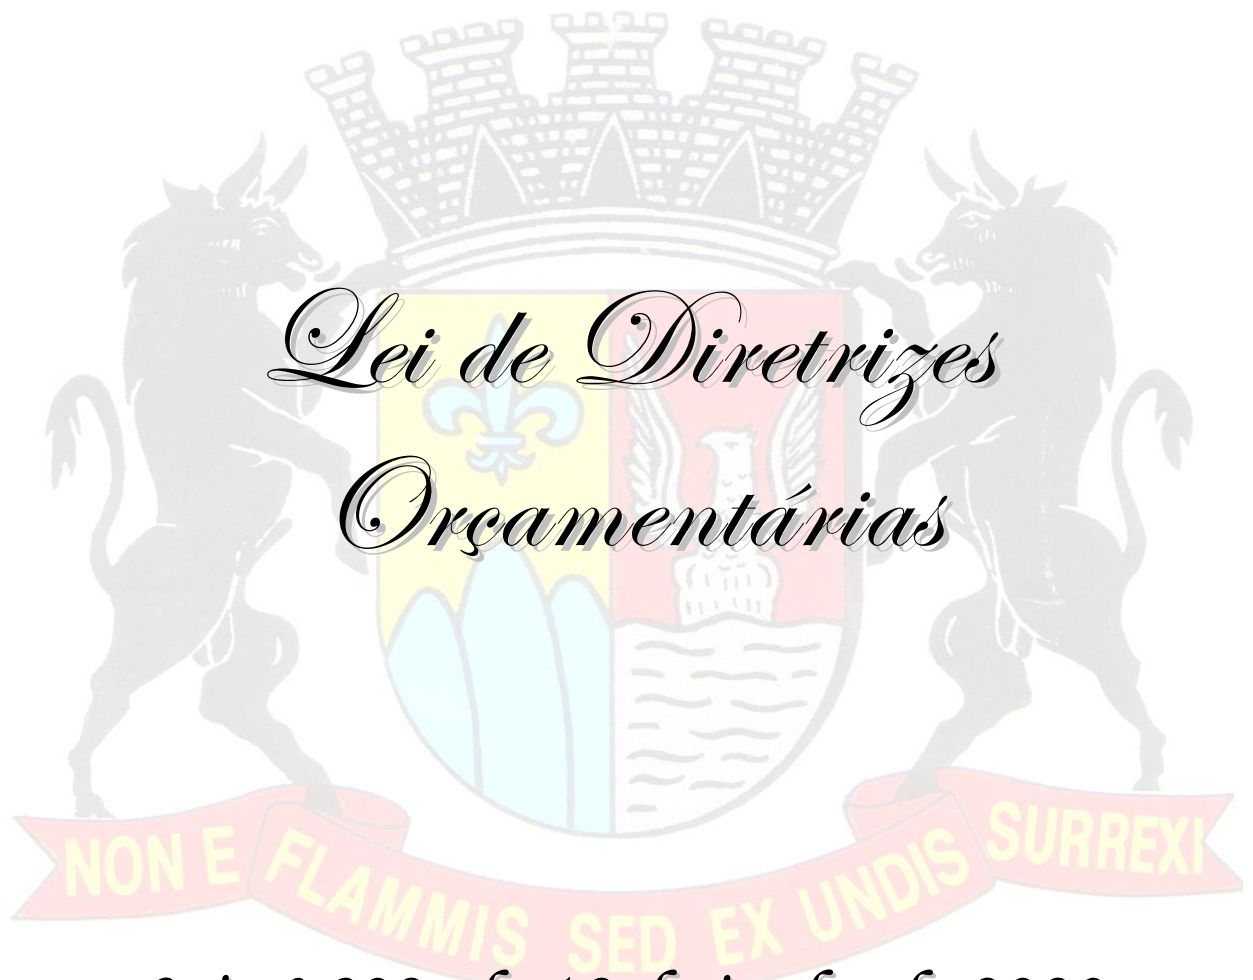 Lei de Diretrizes
Orçamentárias
NON E FLAMMIS SED EX UNDIS SURREXI